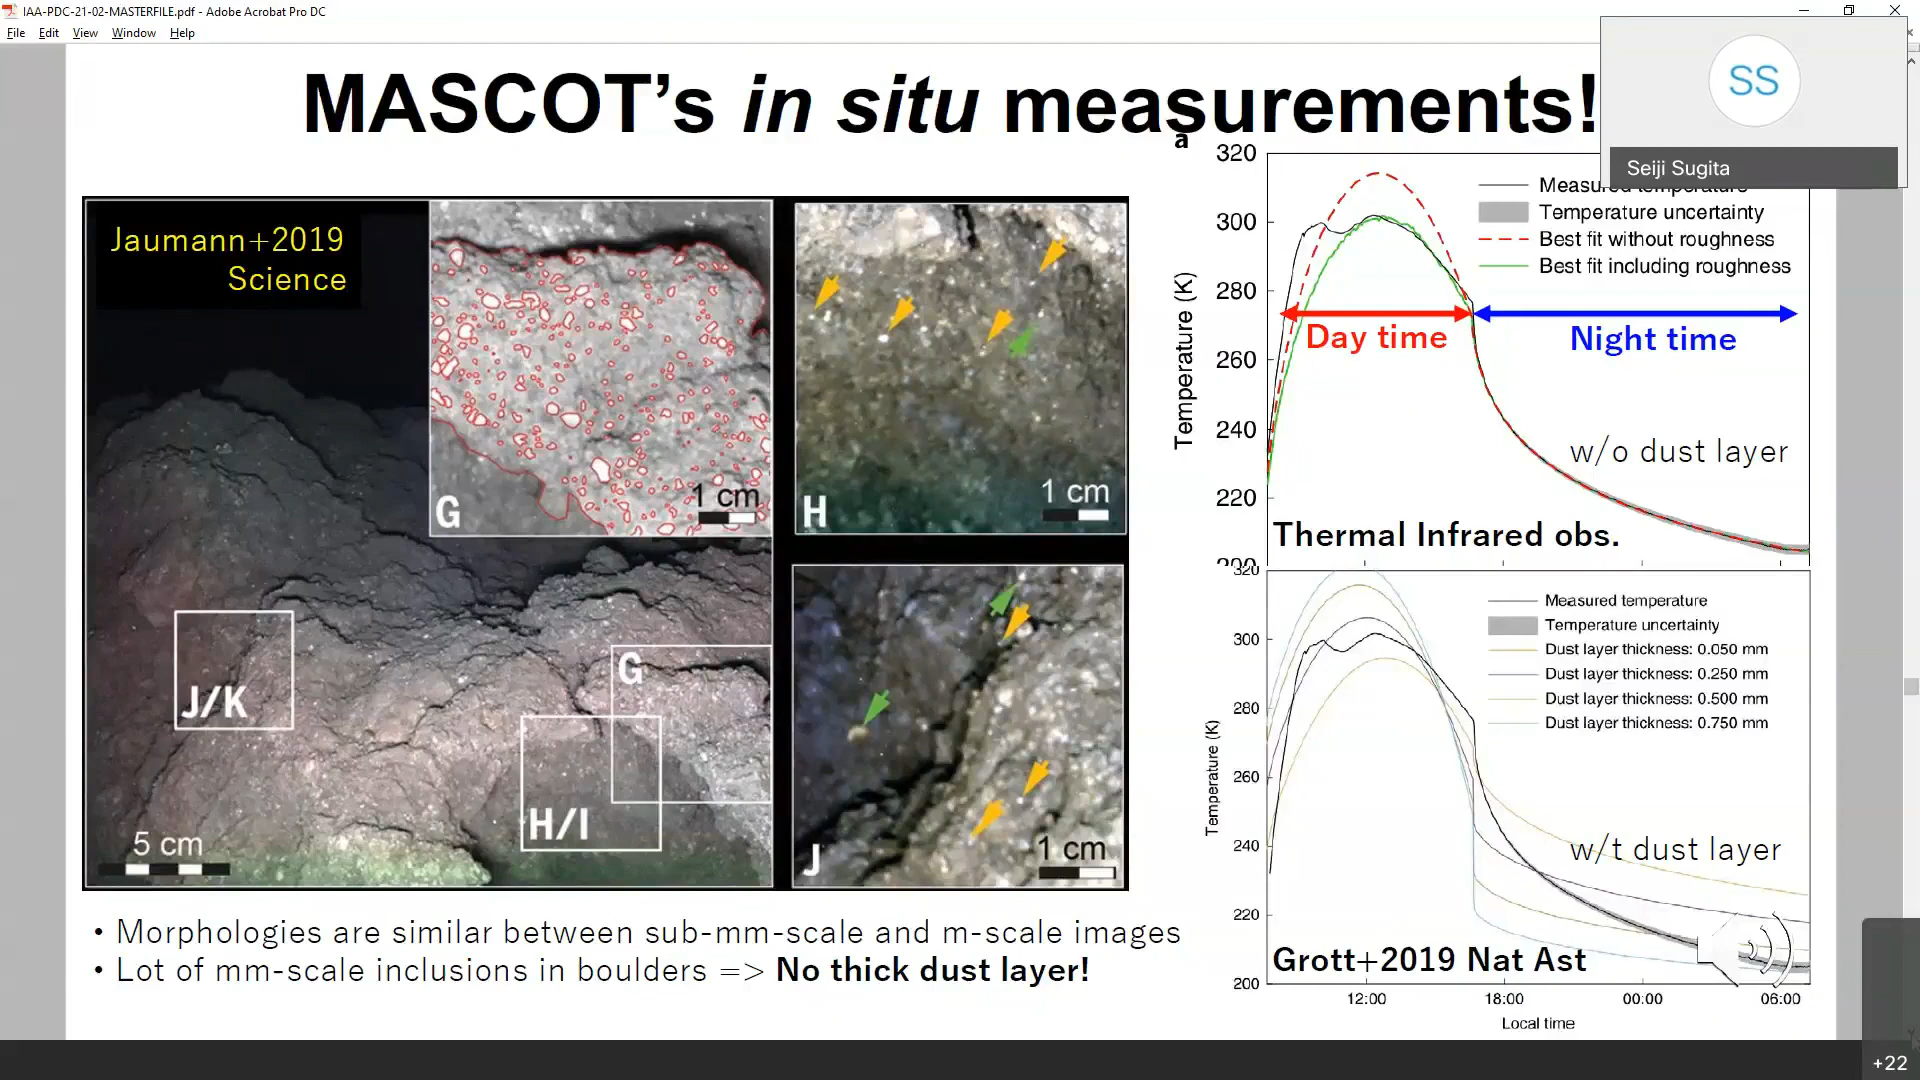 IAA-PDC-21-02-MASTERFILE.pdf - Adobe Acrobat Pro DC
File Edit View Window Help
MASCOT’s in situ measurements!
SS
Seiji Sugita
Jaumann+2019
Science
G
1 cm
H
1 cm
J/K
G
H/I
5 cm
J
1 cm
a
320
300
280
260
240
220
200
Temperature (K)
Measured temperature
Temperature uncertainty
Best fit without roughness
Best fit including roughness
Day time
Night time
w/o dust layer
Thermal Infrared obs.
320
300
280
260
240
220
200
Temperature (K)
Measured temperature
Temperature uncertainty
Dust layer thickness: 0.050 mm
Dust layer thickness: 0.250 mm
Dust layer thickness: 0.500 mm
Dust layer thickness: 0.750 mm
w/t dust layer
Grott+2019 Nat Ast
12:00 18:00 00:00 06:00
Local time
• Morphologies are similar between sub-mm-scale and m-scale images
• Lot of mm-scale inclusions in boulders => No thick dust layer!
+22